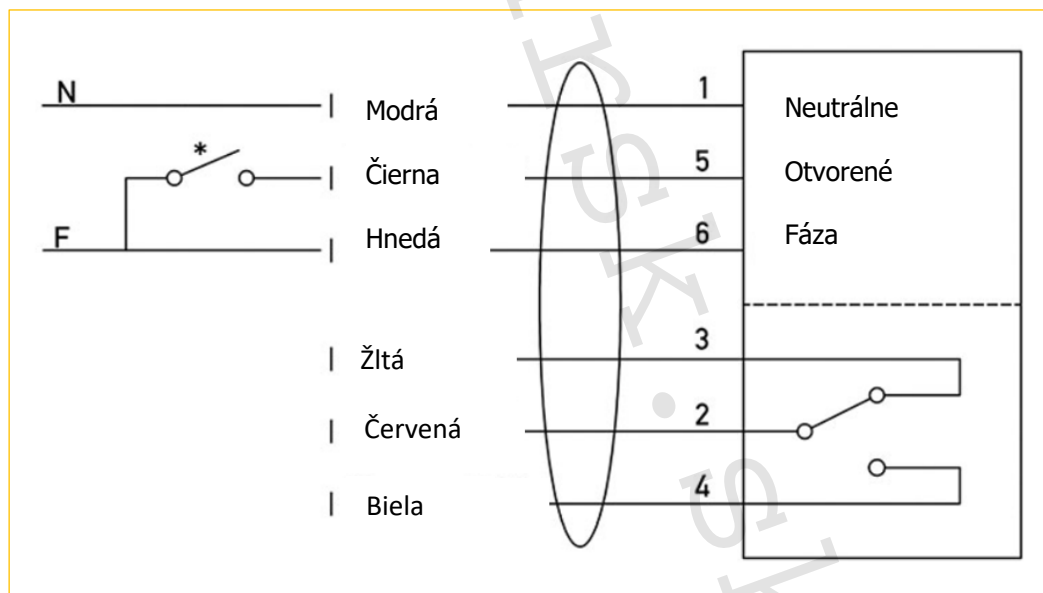 N Modrá 1 Neutrálne
* Čierna 5 Otvorené
F Hnedá 6 Fáza
Žltá 3
Červená 2
Biela 4